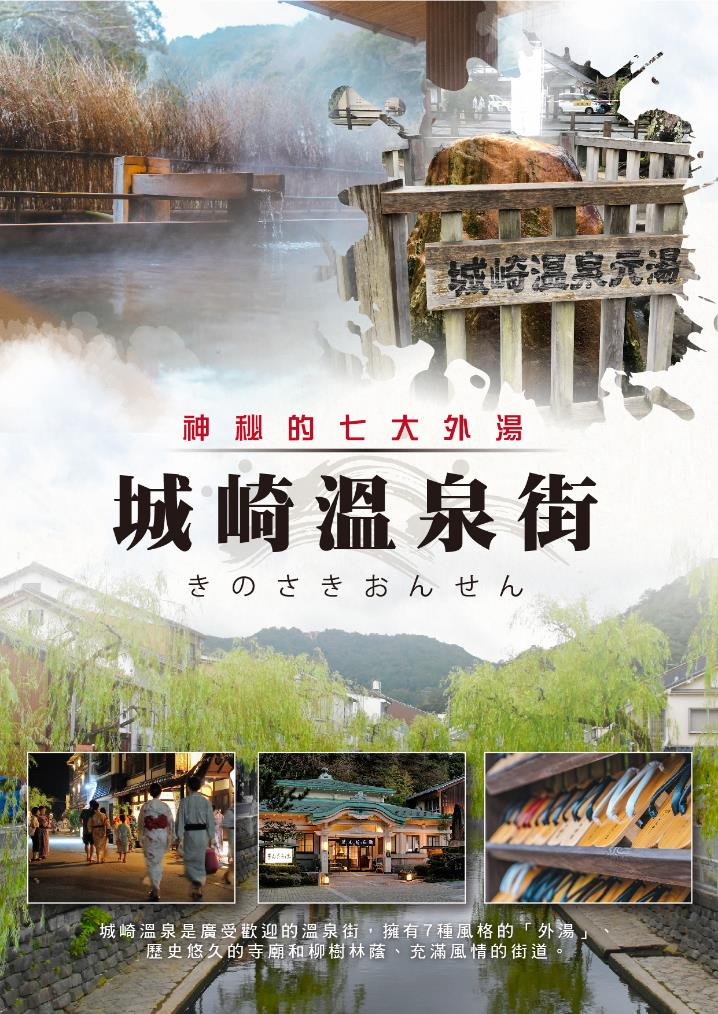 城崎温泉元湯
神秘的七大外湯
城崎溫泉街
きのさきおんせん
城崎溫泉是廣受歡迎的溫泉街，擁有7種風格的「外湯」、
歷史悠久的寺廟和柳樹林蔭、充滿風情的街道。